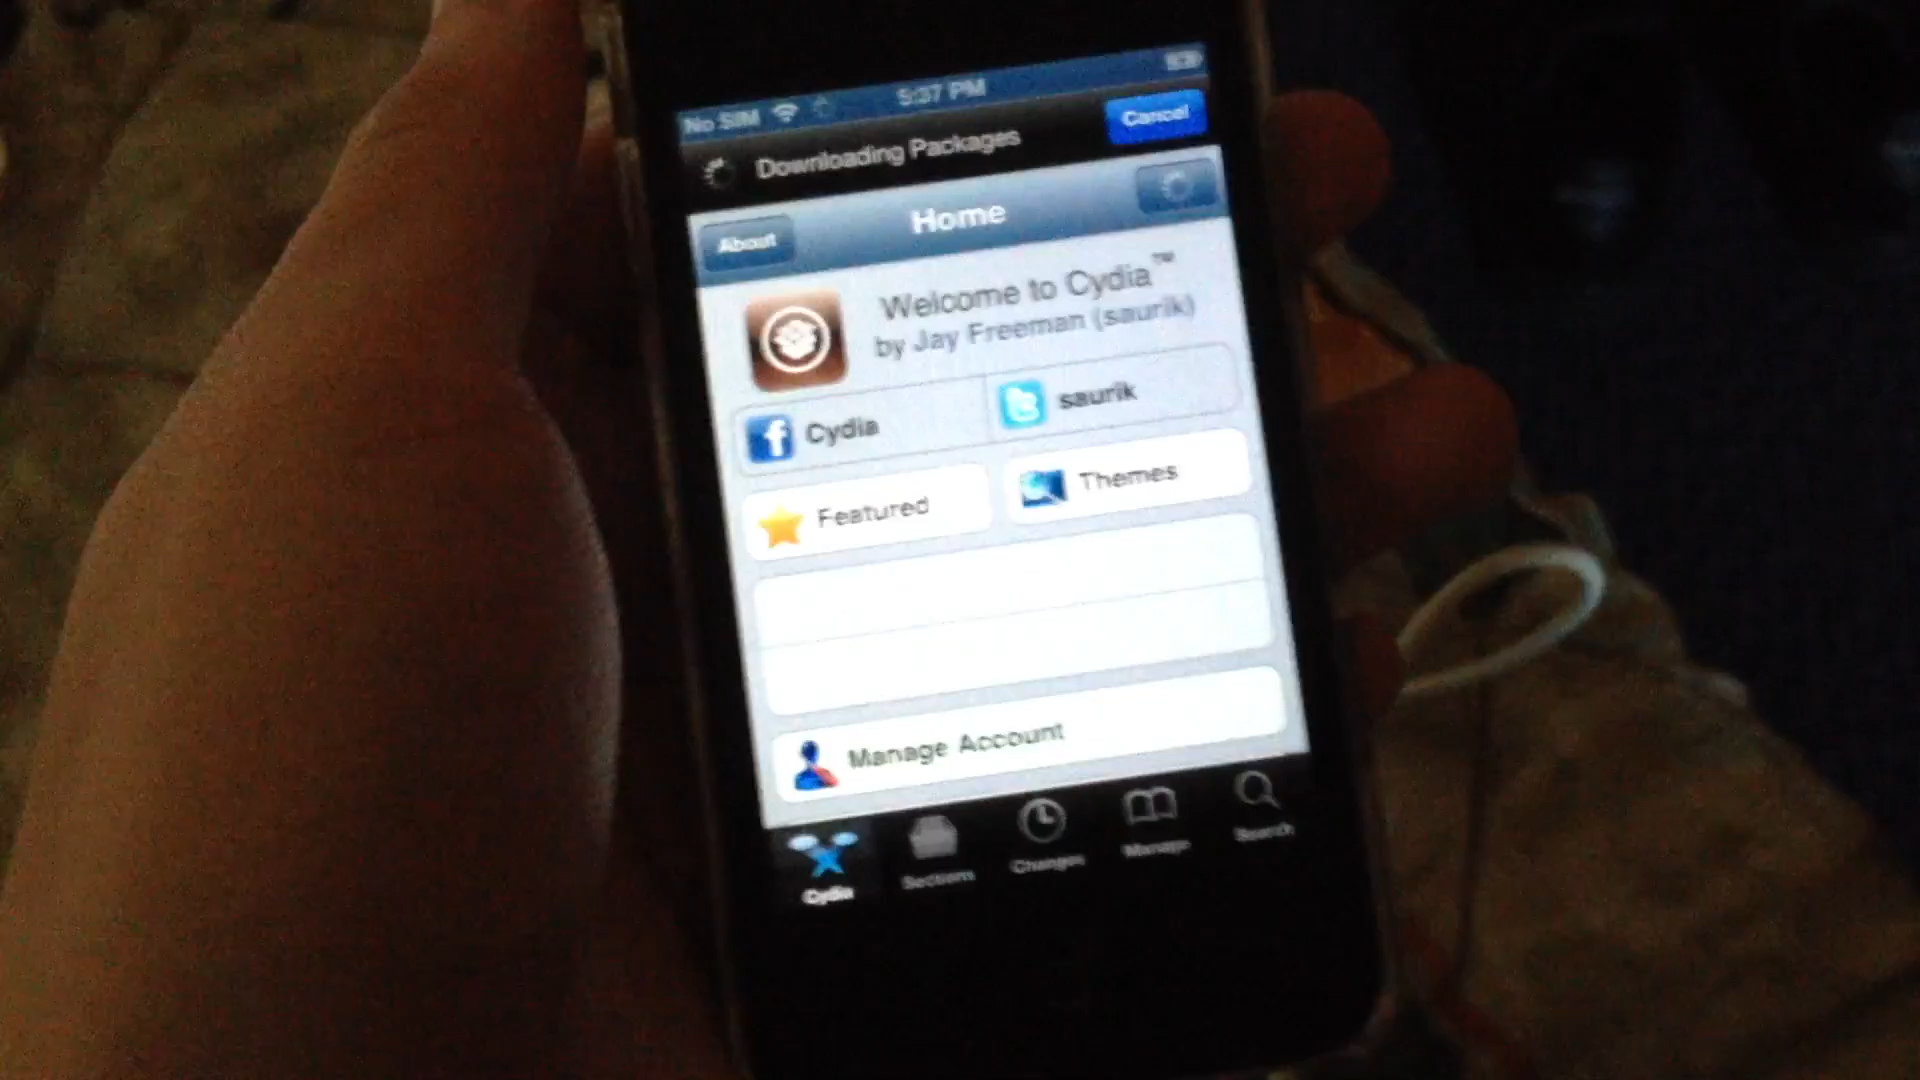 No SIM 5:37 PM
Downloading Packages Cancel
About Home
Welcome to Cydia™
by Jay Freeman (saurik)
Cydia saurik
Featured Themes
Manage Account
Cydia Sections Changes Manage Search